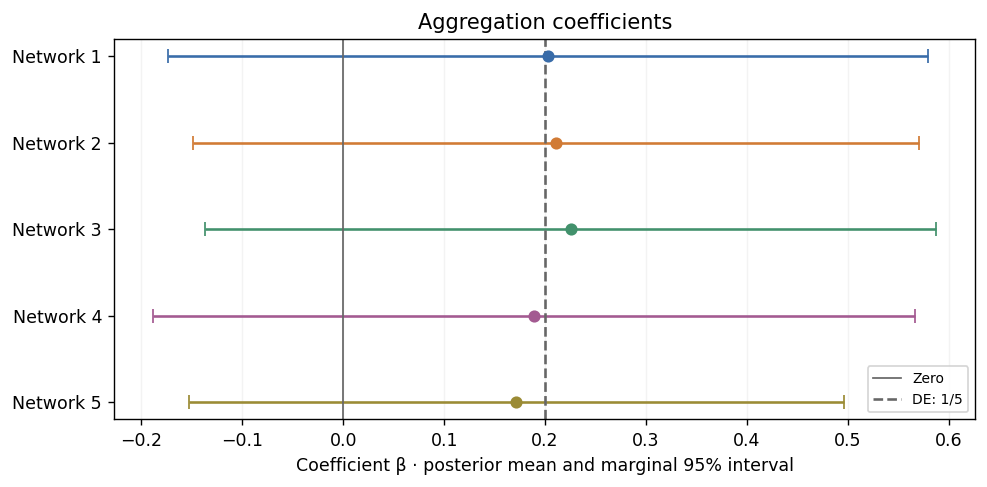 Aggregation coefficients
Network 1
Network 2
Network 3
Network 4
Network 5
Zero
DE: 1/5
−0.2 −0.1 0.0 0.1 0.2 0.3 0.4 0.5 0.6
Coefficient β · posterior mean and marginal 95% interval